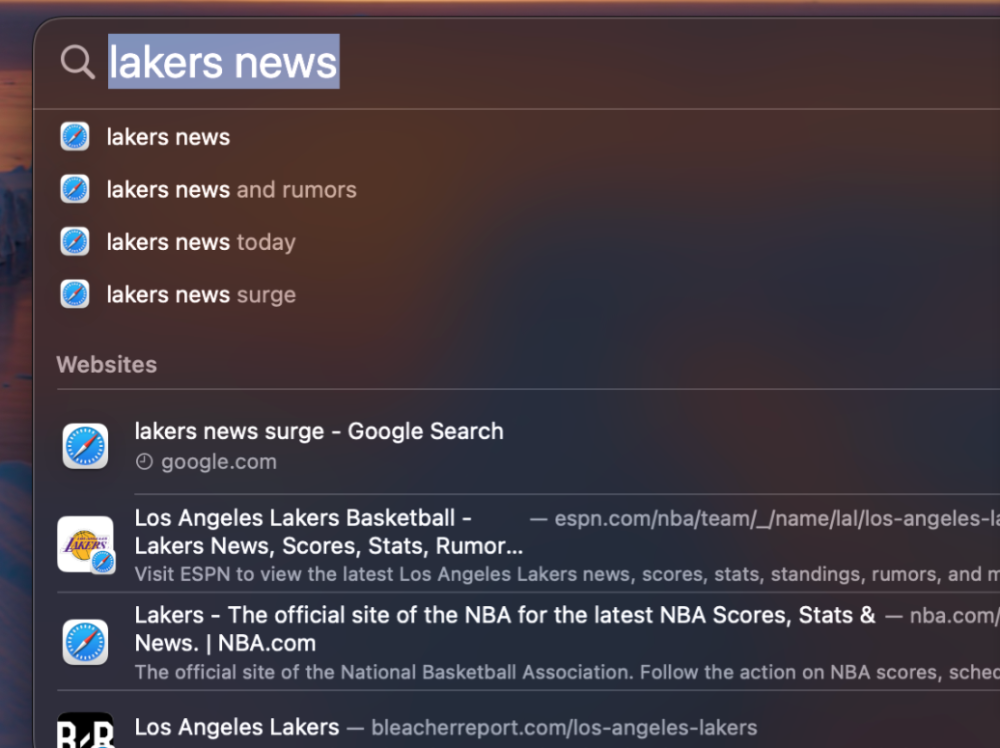 lakers news
lakers news
lakers news and rumors
lakers news today
lakers news surge
Websites
lakers news surge - Google Search
google.com
Los Angeles Lakers Basketball - — espn.com/nba/team/_/name/lal/los-angeles-la
Lakers News, Scores, Stats, Rumor...
LAKERS
Visit ESPN to view the latest Los Angeles Lakers news, scores, stats, standings, rumors, and m
Lakers - The official site of the NBA for the latest NBA Scores, Stats & — nba.com/
News. | NBA.com
The official site of the National Basketball Association. Follow the action on NBA scores, sched
B/R
Los Angeles Lakers — bleacherreport.com/los-angeles-lakers